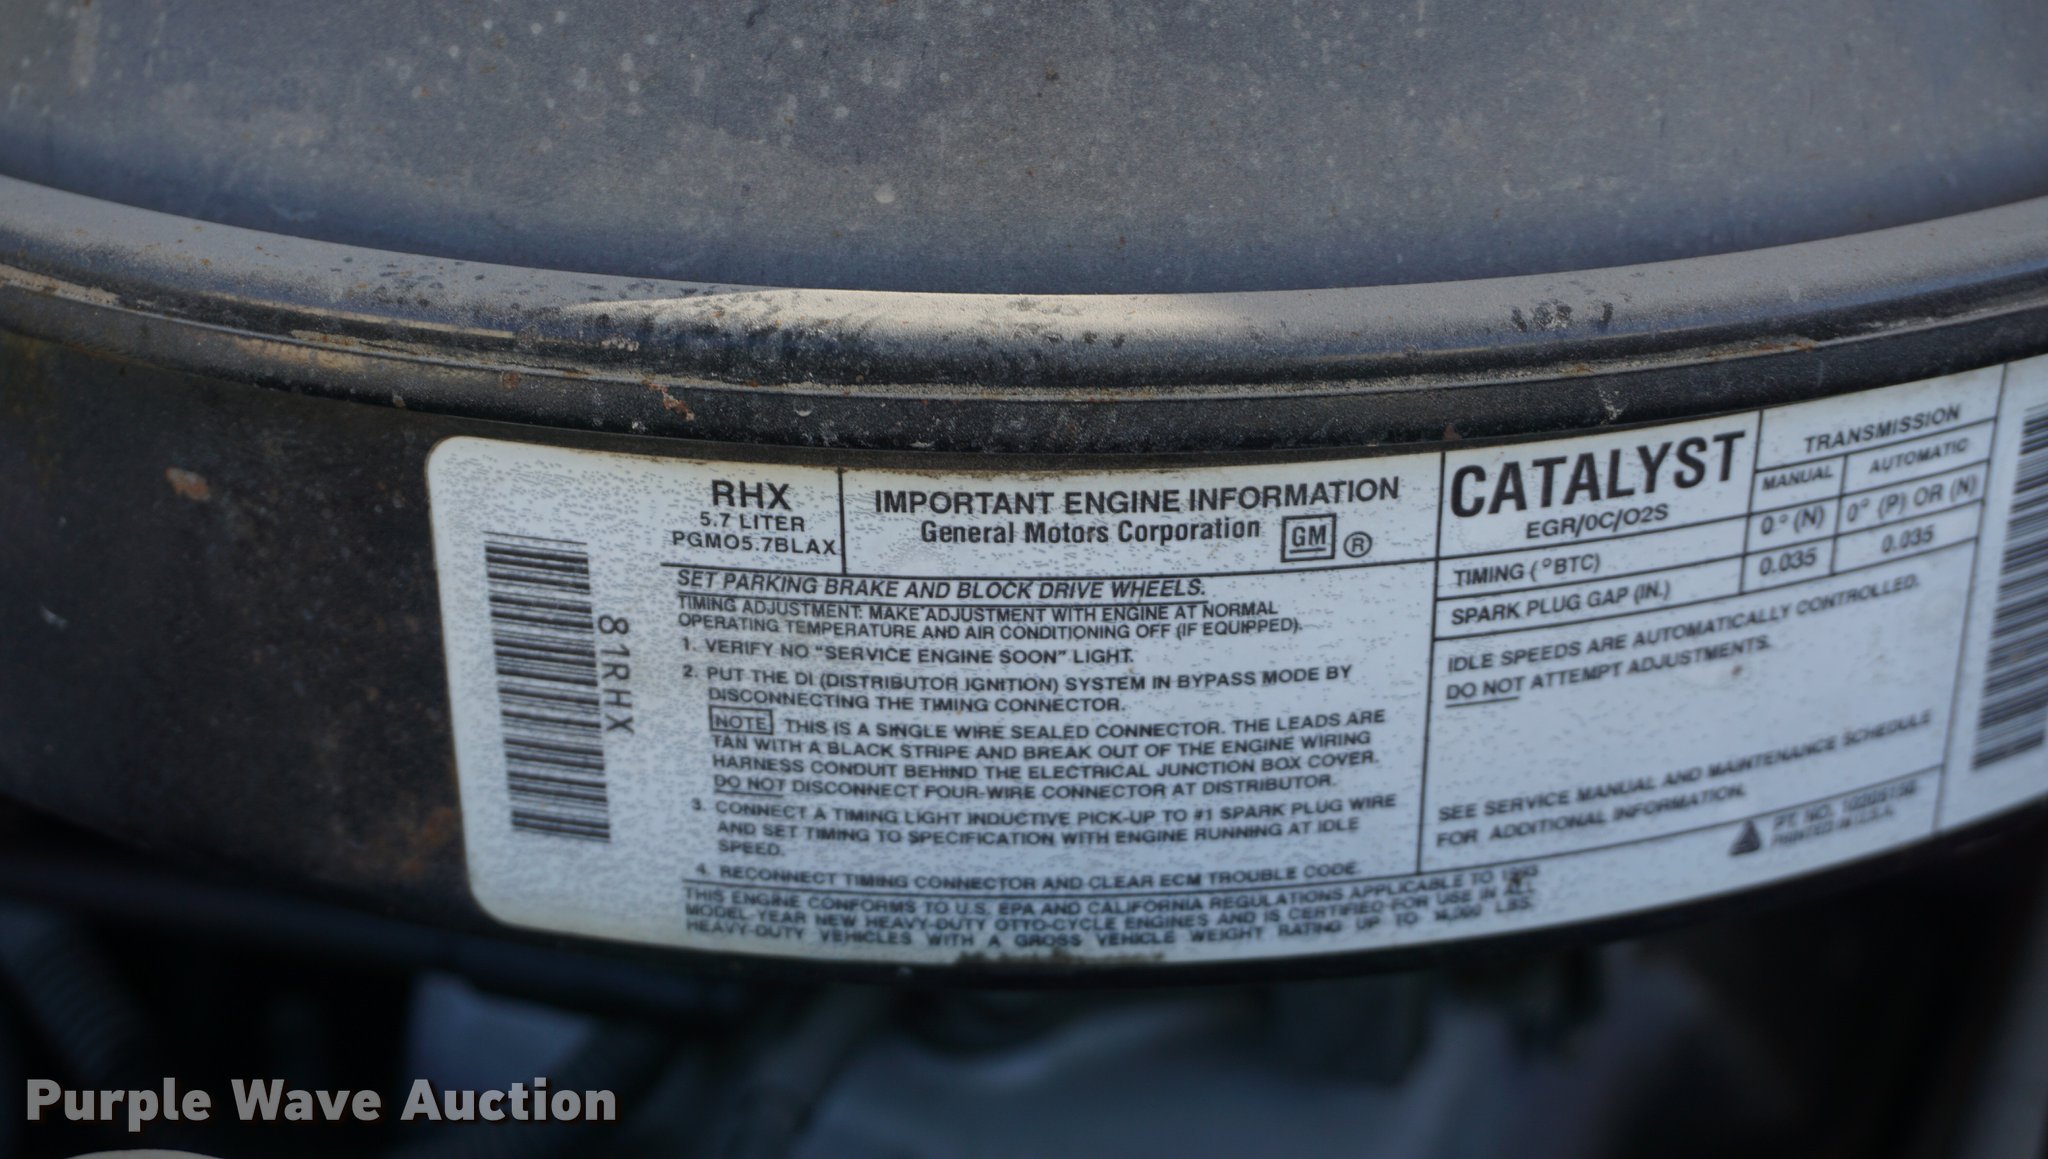 RHX
5.7 LITER
PGMO5.7BLAX
81RHX
IMPORTANT ENGINE INFORMATION
General Motors Corporation GM ®
SET PARKING BRAKE AND BLOCK DRIVE WHEELS.
TIMING ADJUSTMENT: MAKE ADJUSTMENT WITH ENGINE AT NORMAL
OPERATING TEMPERATURE AND AIR CONDITIONING OFF (IF EQUIPPED).
1. VERIFY NO "SERVICE ENGINE SOON" LIGHT.
2. PUT THE DI (DISTRIBUTOR IGNITION) SYSTEM IN BYPASS MODE BY
DISCONNECTING THE TIMING CONNECTOR.
NOTE THIS IS A SINGLE WIRE SEALED CONNECTOR. THE LEADS ARE
TAN WITH A BLACK STRIPE AND BREAK OUT OF THE ENGINE WIRING
HARNESS CONDUIT BEHIND THE ELECTRICAL JUNCTION BOX COVER.
DO NOT DISCONNECT FOUR-WIRE CONNECTOR AT DISTRIBUTOR.
3. CONNECT A TIMING LIGHT INDUCTIVE PICK-UP TO #1 SPARK PLUG WIRE
AND SET TIMING TO SPECIFICATION WITH ENGINE RUNNING AT IDLE
SPEED.
4. RECONNECT TIMING CONNECTOR AND CLEAR ECM TROUBLE CODE.
CATALYST
EGR/0C/O2S
TRANSMISSION
MANUAL AUTOMATIC
TIMING (°BTC) 0° (N) 0° (P) OR (N)
SPARK PLUG GAP (IN.) 0.035 0.035
IDLE SPEEDS ARE AUTOMATICALLY CONTROLLED.
DO NOT ATTEMPT ADJUSTMENTS.
SEE SERVICE MANUAL AND MAINTENANCE SCHEDULE
FOR ADDITIONAL INFORMATION.
PT. NO.
PRINTED IN U.S.A.
THIS ENGINE CONFORMS TO U.S. EPA AND CALIFORNIA REGULATIONS APPLICABLE TO
MODEL-YEAR NEW HEAVY-DUTY OTTO-CYCLE ENGINES AND IS CERTIFIED FOR USE IN ALL
HEAVY-DUTY VEHICLES WITH A GROSS VEHICLE WEIGHT RATING UP TO LBS.
Purple Wave Auction